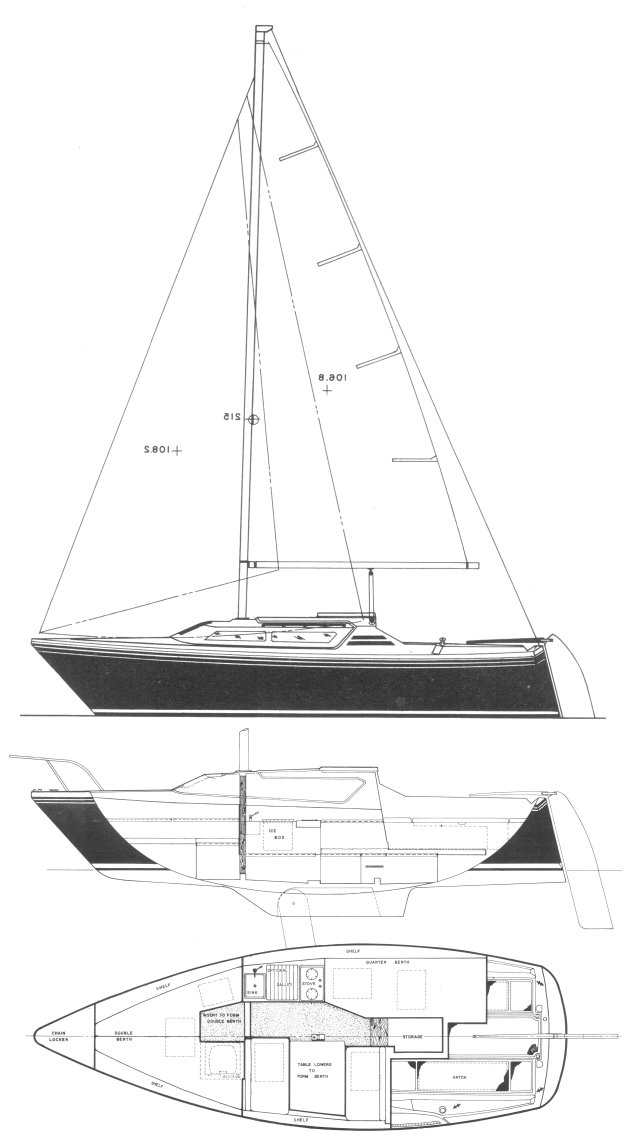 106.8
215
108.2
ICE
BOX
SHELF
QUARTER BERTH
SHELF
OPTIONAL
SINK
GALLEY
STOVE
INSERT TO FORM
DOUBLE BERTH
CHAIN
LOCKER
DOUBLE
BERTH
STORAGE
TABLE LOWERS
TO
FORM BERTH
HATCH
SHELF
SHELF